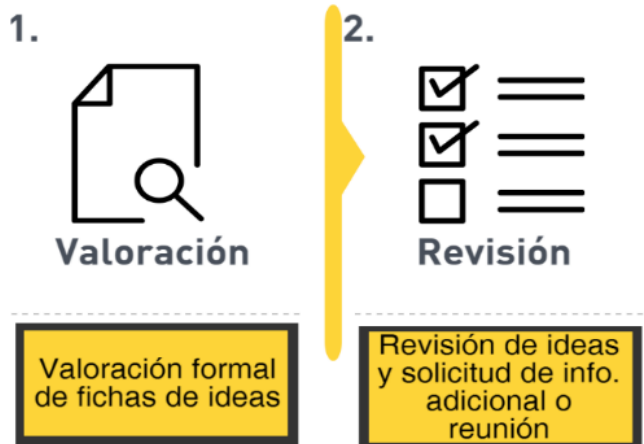 1.
Valoración
Valoración formal
de fichas de ideas
2.
Revisión
Revisión de ideas
y solicitud de info.
adicional o
reunión